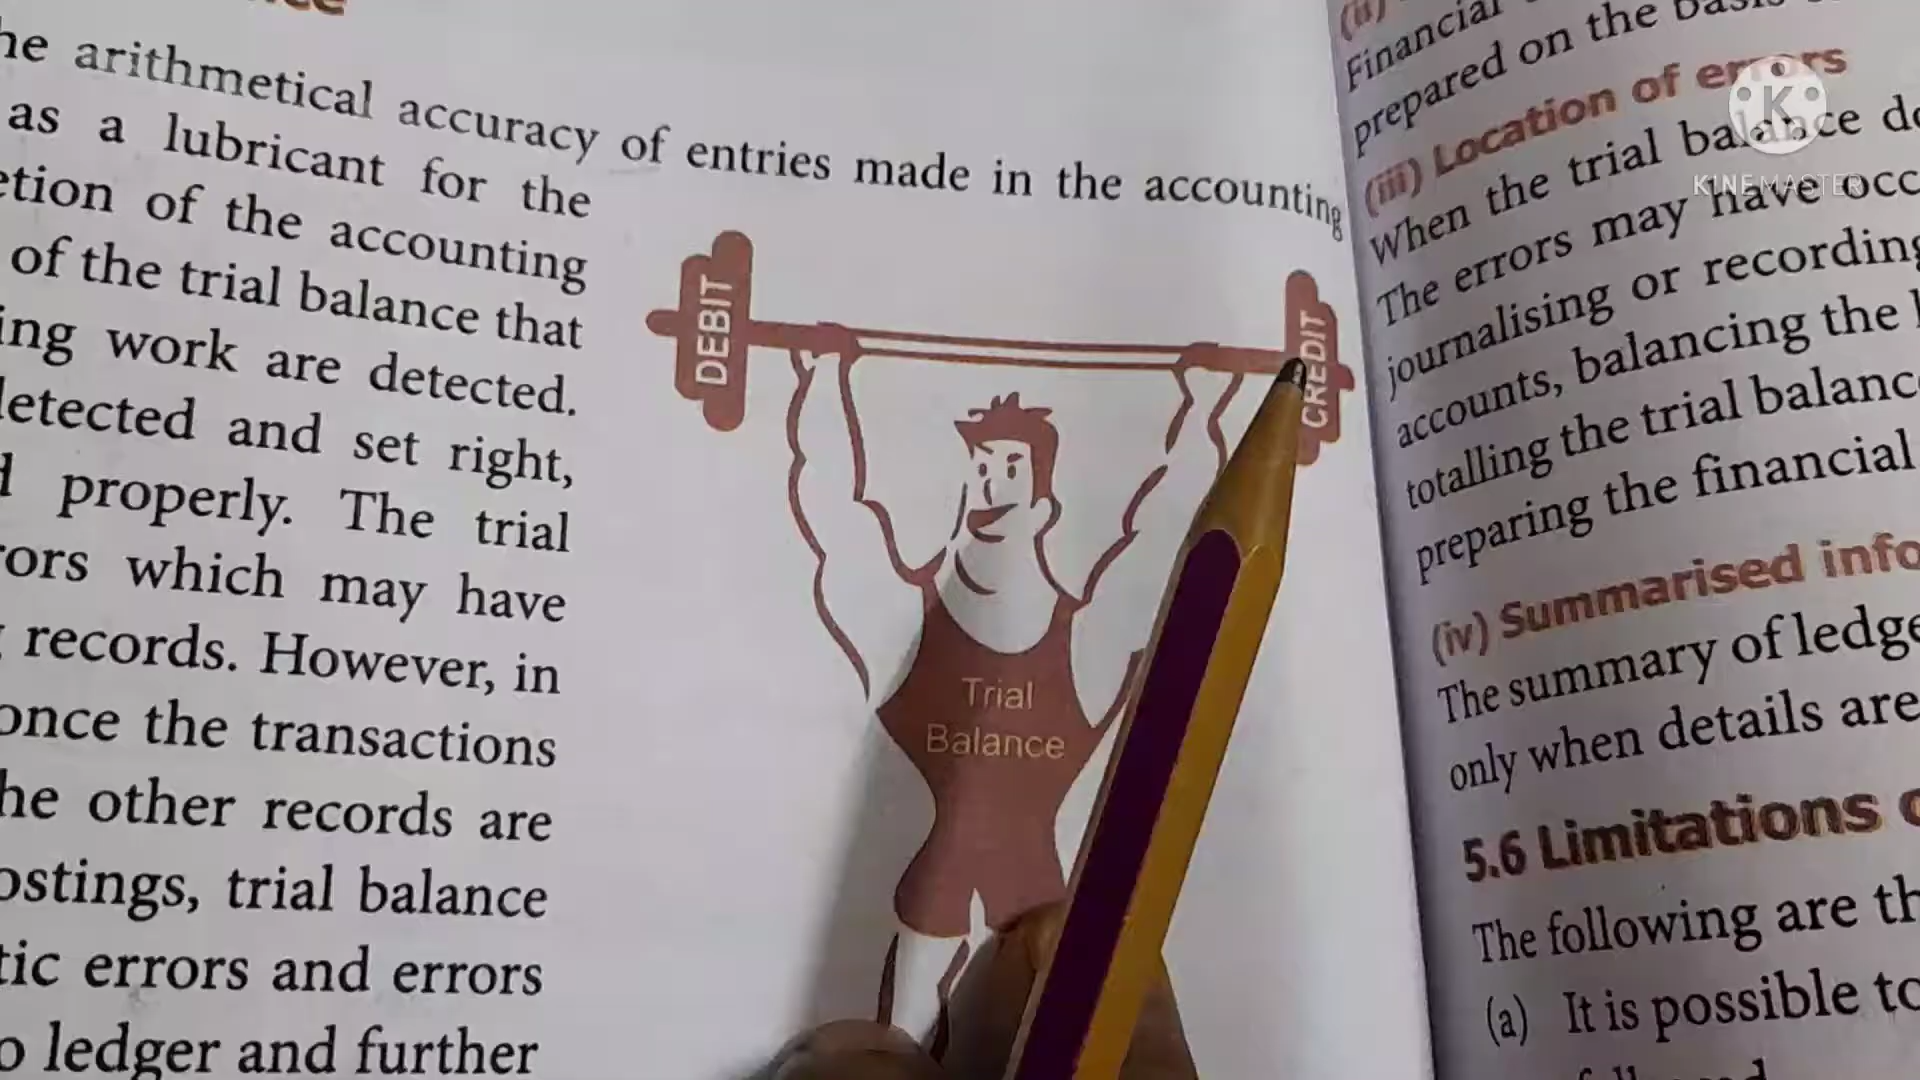 he arithmetical accuracy of entries made in the accounting
as a lubricant for the
etion of the accounting
of the trial balance that
ing work are detected.
etected and set right,
properly. The trial
ors which may have
records. However, in
once the transactions
he other records are
ostings, trial balance
tic errors and errors
o ledger and further
DEBIT
CREDIT
Trial
Balance
(ii)
Financial
prepared on the basis
(iii) Location of errors
When the trial balance do
The errors may have occ
journalising or recording
accounts, balancing the
totalling the trial balance
preparing the financial
(iv) Summarised info
The summary of ledge
only when details are
5.6 Limitations o
The following are th
(a) It is possible to
K
KINEMASTER